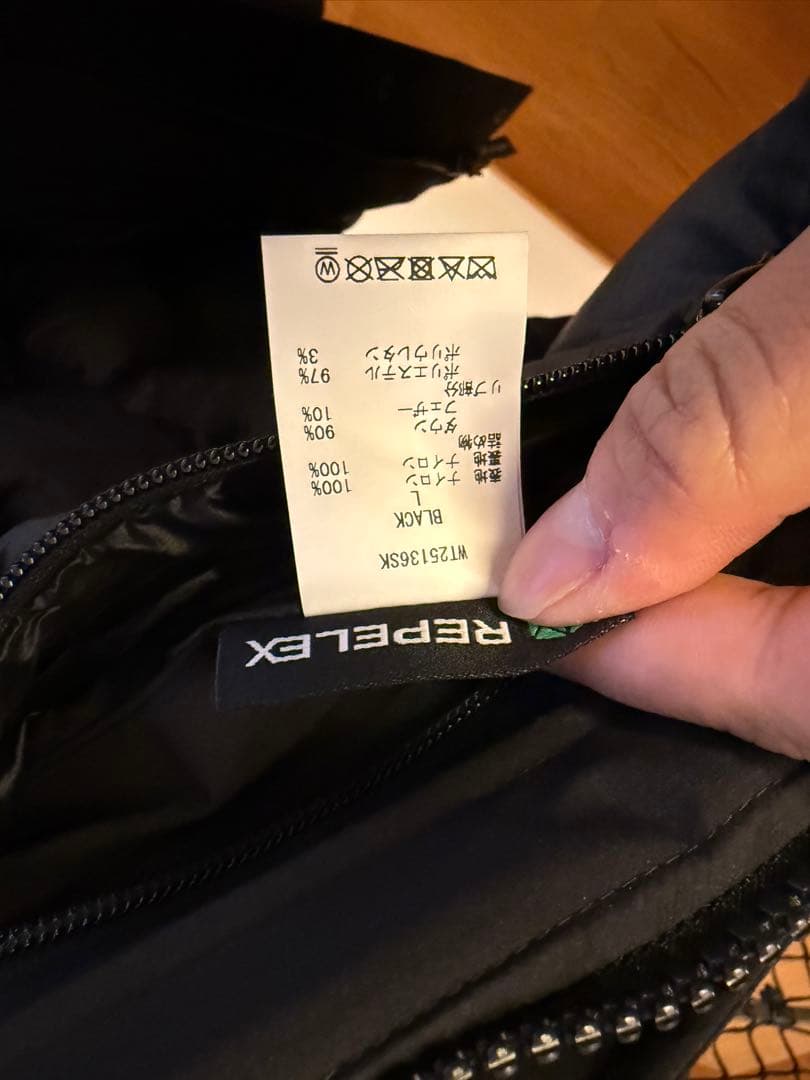 REPELEX
WT25136SK
BLACK
L
表地 ナイロン 100%
裏地 ナイロン 100%
詰め物
ダウン 90%
フェザー 10%
リブ部分
ポリエステル 97%
ポリウレタン 3%
W